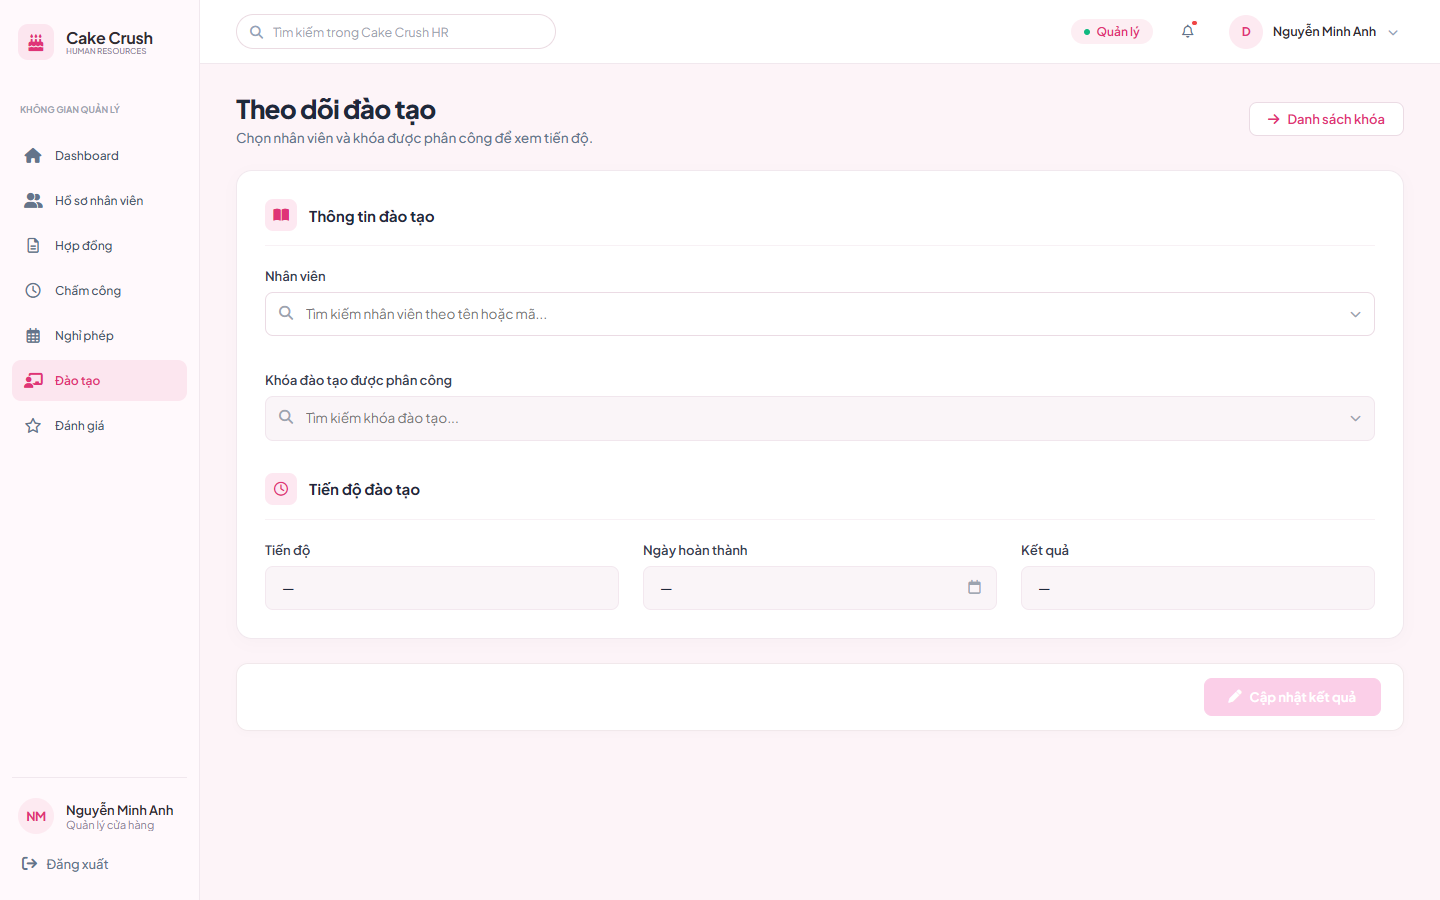 Cake Crush
HUMAN RESOURCES
KHÔNG GIAN QUẢN LÝ
Dashboard
Hồ sơ nhân viên
Hợp đồng
Chấm công
Nghỉ phép
Đào tạo
Đánh giá
NM
Nguyễn Minh Anh
Quản lý cửa hàng
Đăng xuất
Tìm kiếm trong Cake Crush HR
Quản lý
D
Nguyễn Minh Anh
Theo dõi đào tạo
Chọn nhân viên và khóa được phân công để xem tiến độ.
Danh sách khóa
Thông tin đào tạo
Nhân viên
Tìm kiếm nhân viên theo tên hoặc mã...
Khóa đào tạo được phân công
Tìm kiếm khóa đào tạo...
Tiến độ đào tạo
Tiến độ
—
Ngày hoàn thành
—
Kết quả
—
Cập nhật kết quả